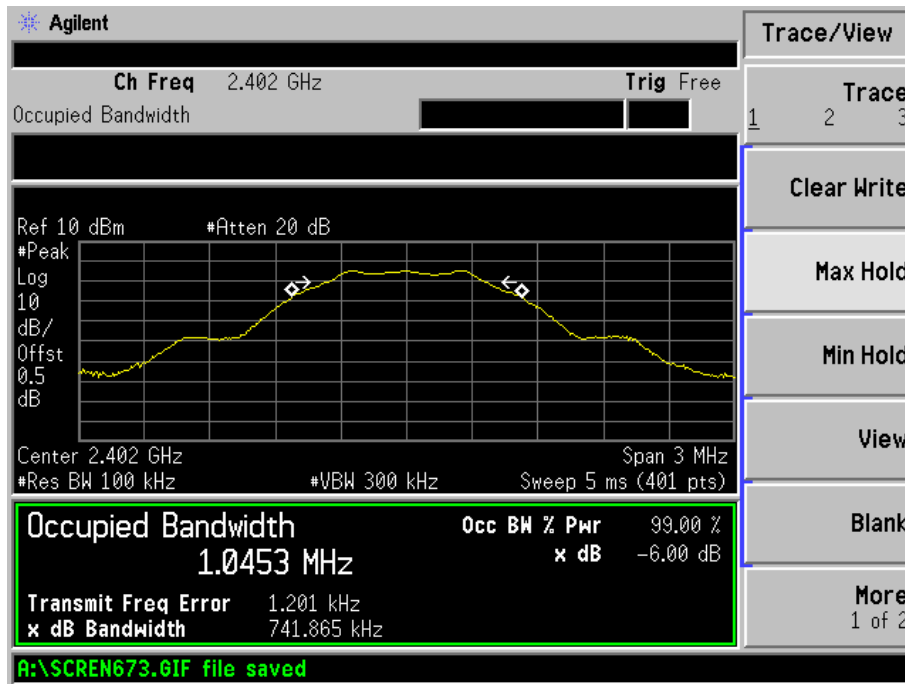 Agilent
Trace/View
Ch Freq 2.402 GHz Trig Free
Occupied Bandwidth
Trace
1 2 3
Clear Write
Max Hold
Min Hold
View
Blank
More
1 of 2
Ref 10 dBm #Atten 20 dB
#Peak
Log
10
dB/
Offst
0.5
dB
Center 2.402 GHz Span 3 MHz
#Res BW 100 kHz #VBW 300 kHz Sweep 5 ms (401 pts)
Occupied Bandwidth Occ BW % Pwr 99.00 %
1.0453 MHz x dB -6.00 dB
Transmit Freq Error 1.201 kHz
x dB Bandwidth 741.865 kHz
A:\SCREN673.GIF file saved